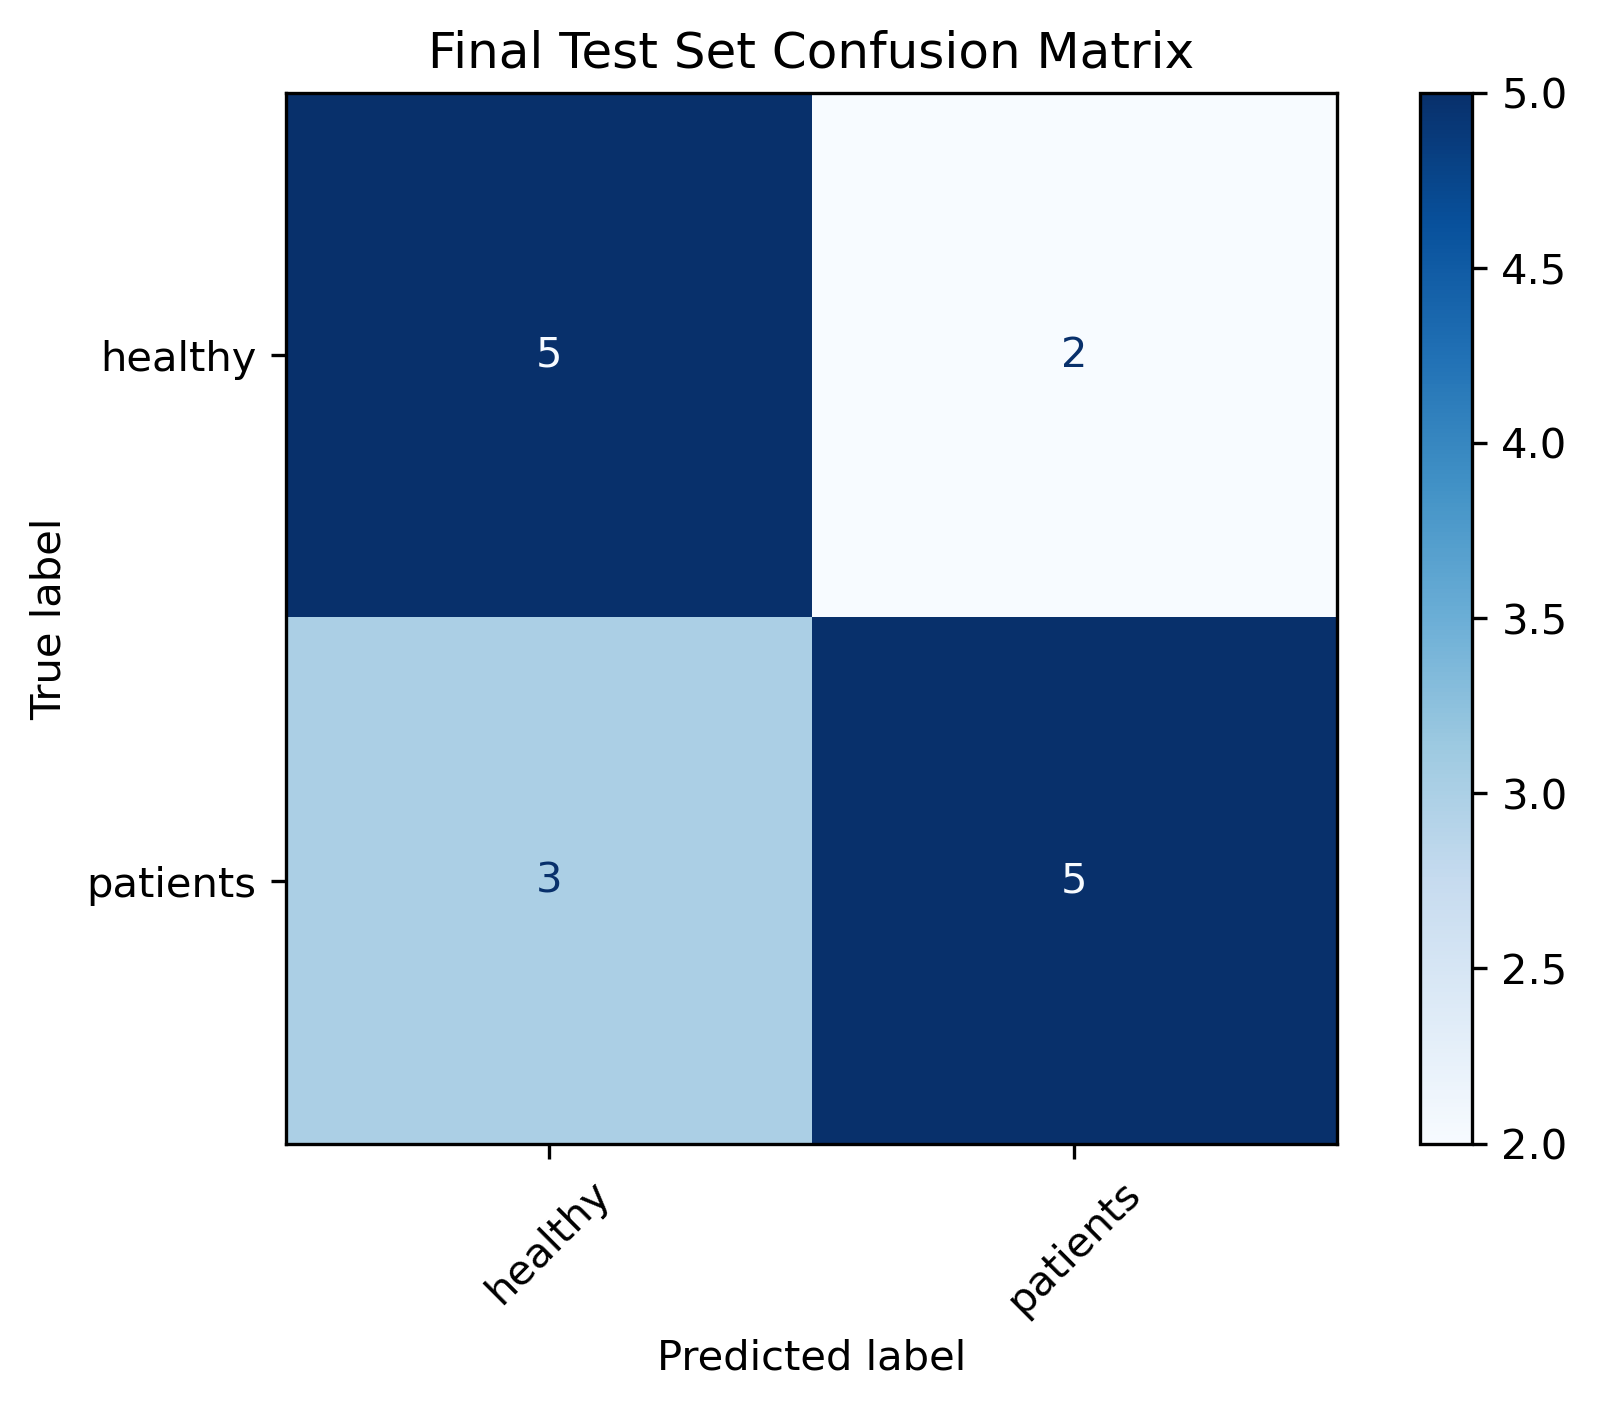 Final Test Set Confusion Matrix
True label
healthy
patients
5
2
3
5
healthy
patients
Predicted label
5.0
4.5
4.0
3.5
3.0
2.5
2.0